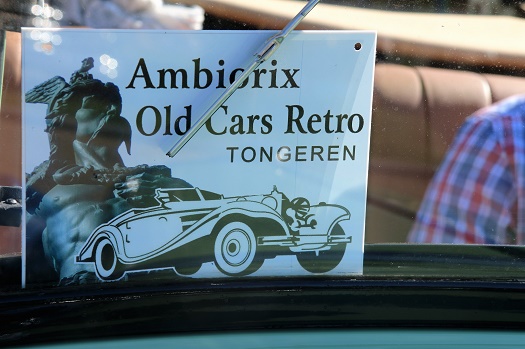 Ambiorix
Old Cars Retro
TONGEREN